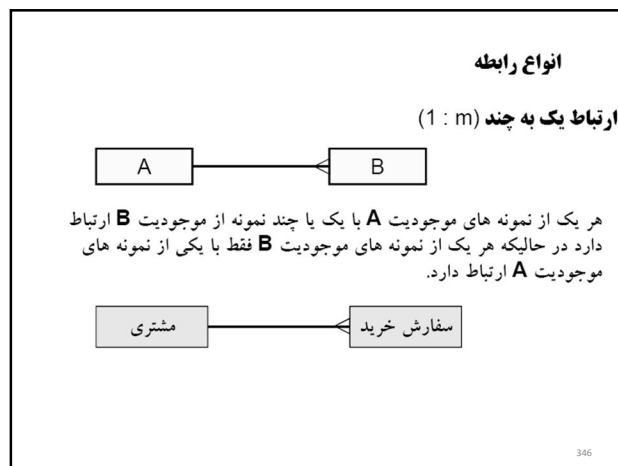 انواع رابطه
ارتباط یک به چند (1 : m)
A
B
هر یک از نمونه های موجودیت A با یک یا چند نمونه از موجودیت B ارتباط
دارد در حالیکه هر یک از نمونه های موجودیت B فقط با یکی از نمونه های
موجودیت A ارتباط دارد.
مشتری
سفارش خرید
346